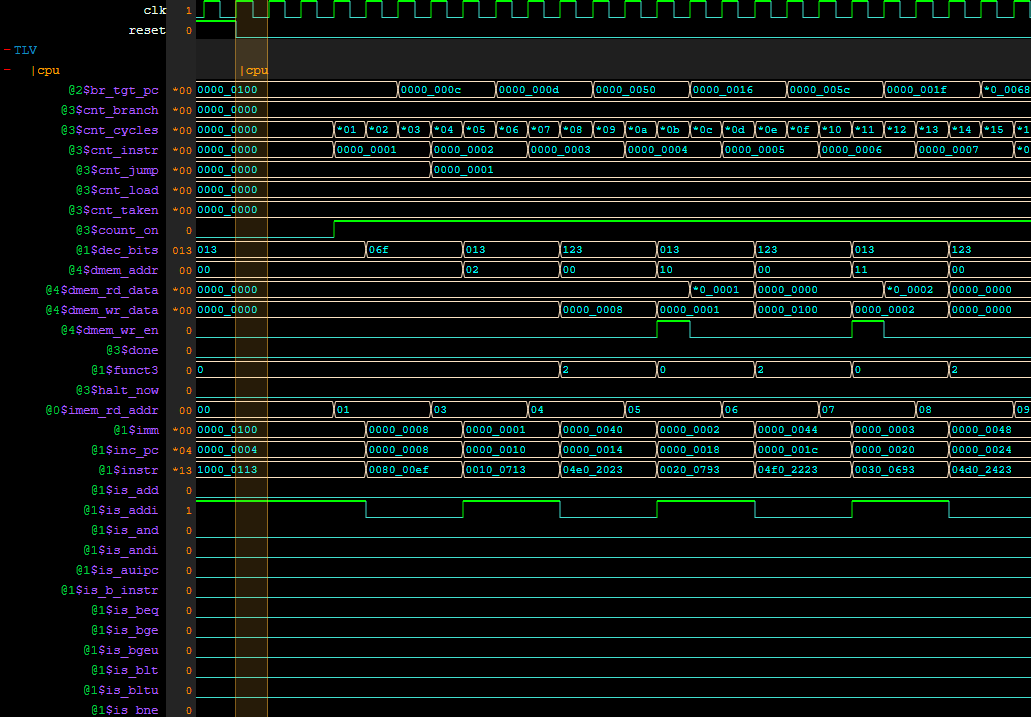 clk 1
reset 0
−TLV
− |cpu |cpu
@2$br_tgt_pc *00 0000_0100 0000_000c 0000_000d 0000_0050 0000_0016 0000_005c 0000_001f *0_0068
@3$cnt_branch *00 0000_0000
@3$cnt_cycles *00 0000_0000 *01 *02 *03 *04 *05 *06 *07 *08 *09 *0a *0b *0c *0d *0e *0f *10 *11 *12 *13 *14 *15 *1
@3$cnt_instr *00 0000_0000 0000_0001 0000_0002 0000_0003 0000_0004 0000_0005 0000_0006 0000_0007 *0
@3$cnt_jump *00 0000_0000 0000_0001
@3$cnt_load *00 0000_0000
@3$cnt_taken *00 0000_0000
@3$count_on 0
@1$dec_bits 013 013 06f 013 123 013 123 013 123
@4$dmem_addr 00 00 02 00 10 00 11 00
@4$dmem_rd_data *00 0000_0000 *0_0001 0000_0000 *0_0002 0000_0000
@4$dmem_wr_data *00 0000_0000 0000_0008 0000_0001 0000_0100 0000_0002 0000_0000
@4$dmem_wr_en 0
@3$done 0
@1$funct3 0 0 2 0 2 0 2
@3$halt_now 0
@0$imem_rd_addr 00 00 01 03 04 05 06 07 08 09
@1$imm *00 0000_0100 0000_0008 0000_0001 0000_0040 0000_0002 0000_0044 0000_0003 0000_0048
@1$inc_pc *04 0000_0004 0000_0008 0000_0010 0000_0014 0000_0018 0000_001c 0000_0020 0000_0024
@1$instr *13 1000_0113 0080_00ef 0010_0713 04e0_2023 0020_0793 04f0_2223 0030_0693 04d0_2423
@1$is_add 0
@1$is_addi 1
@1$is_and 0
@1$is_andi 0
@1$is_auipc 0
@1$is_b_instr 0
@1$is_beq 0
@1$is_bge 0
@1$is_bgeu 0
@1$is_blt 0
@1$is_bltu 0
@1$is_bne 0